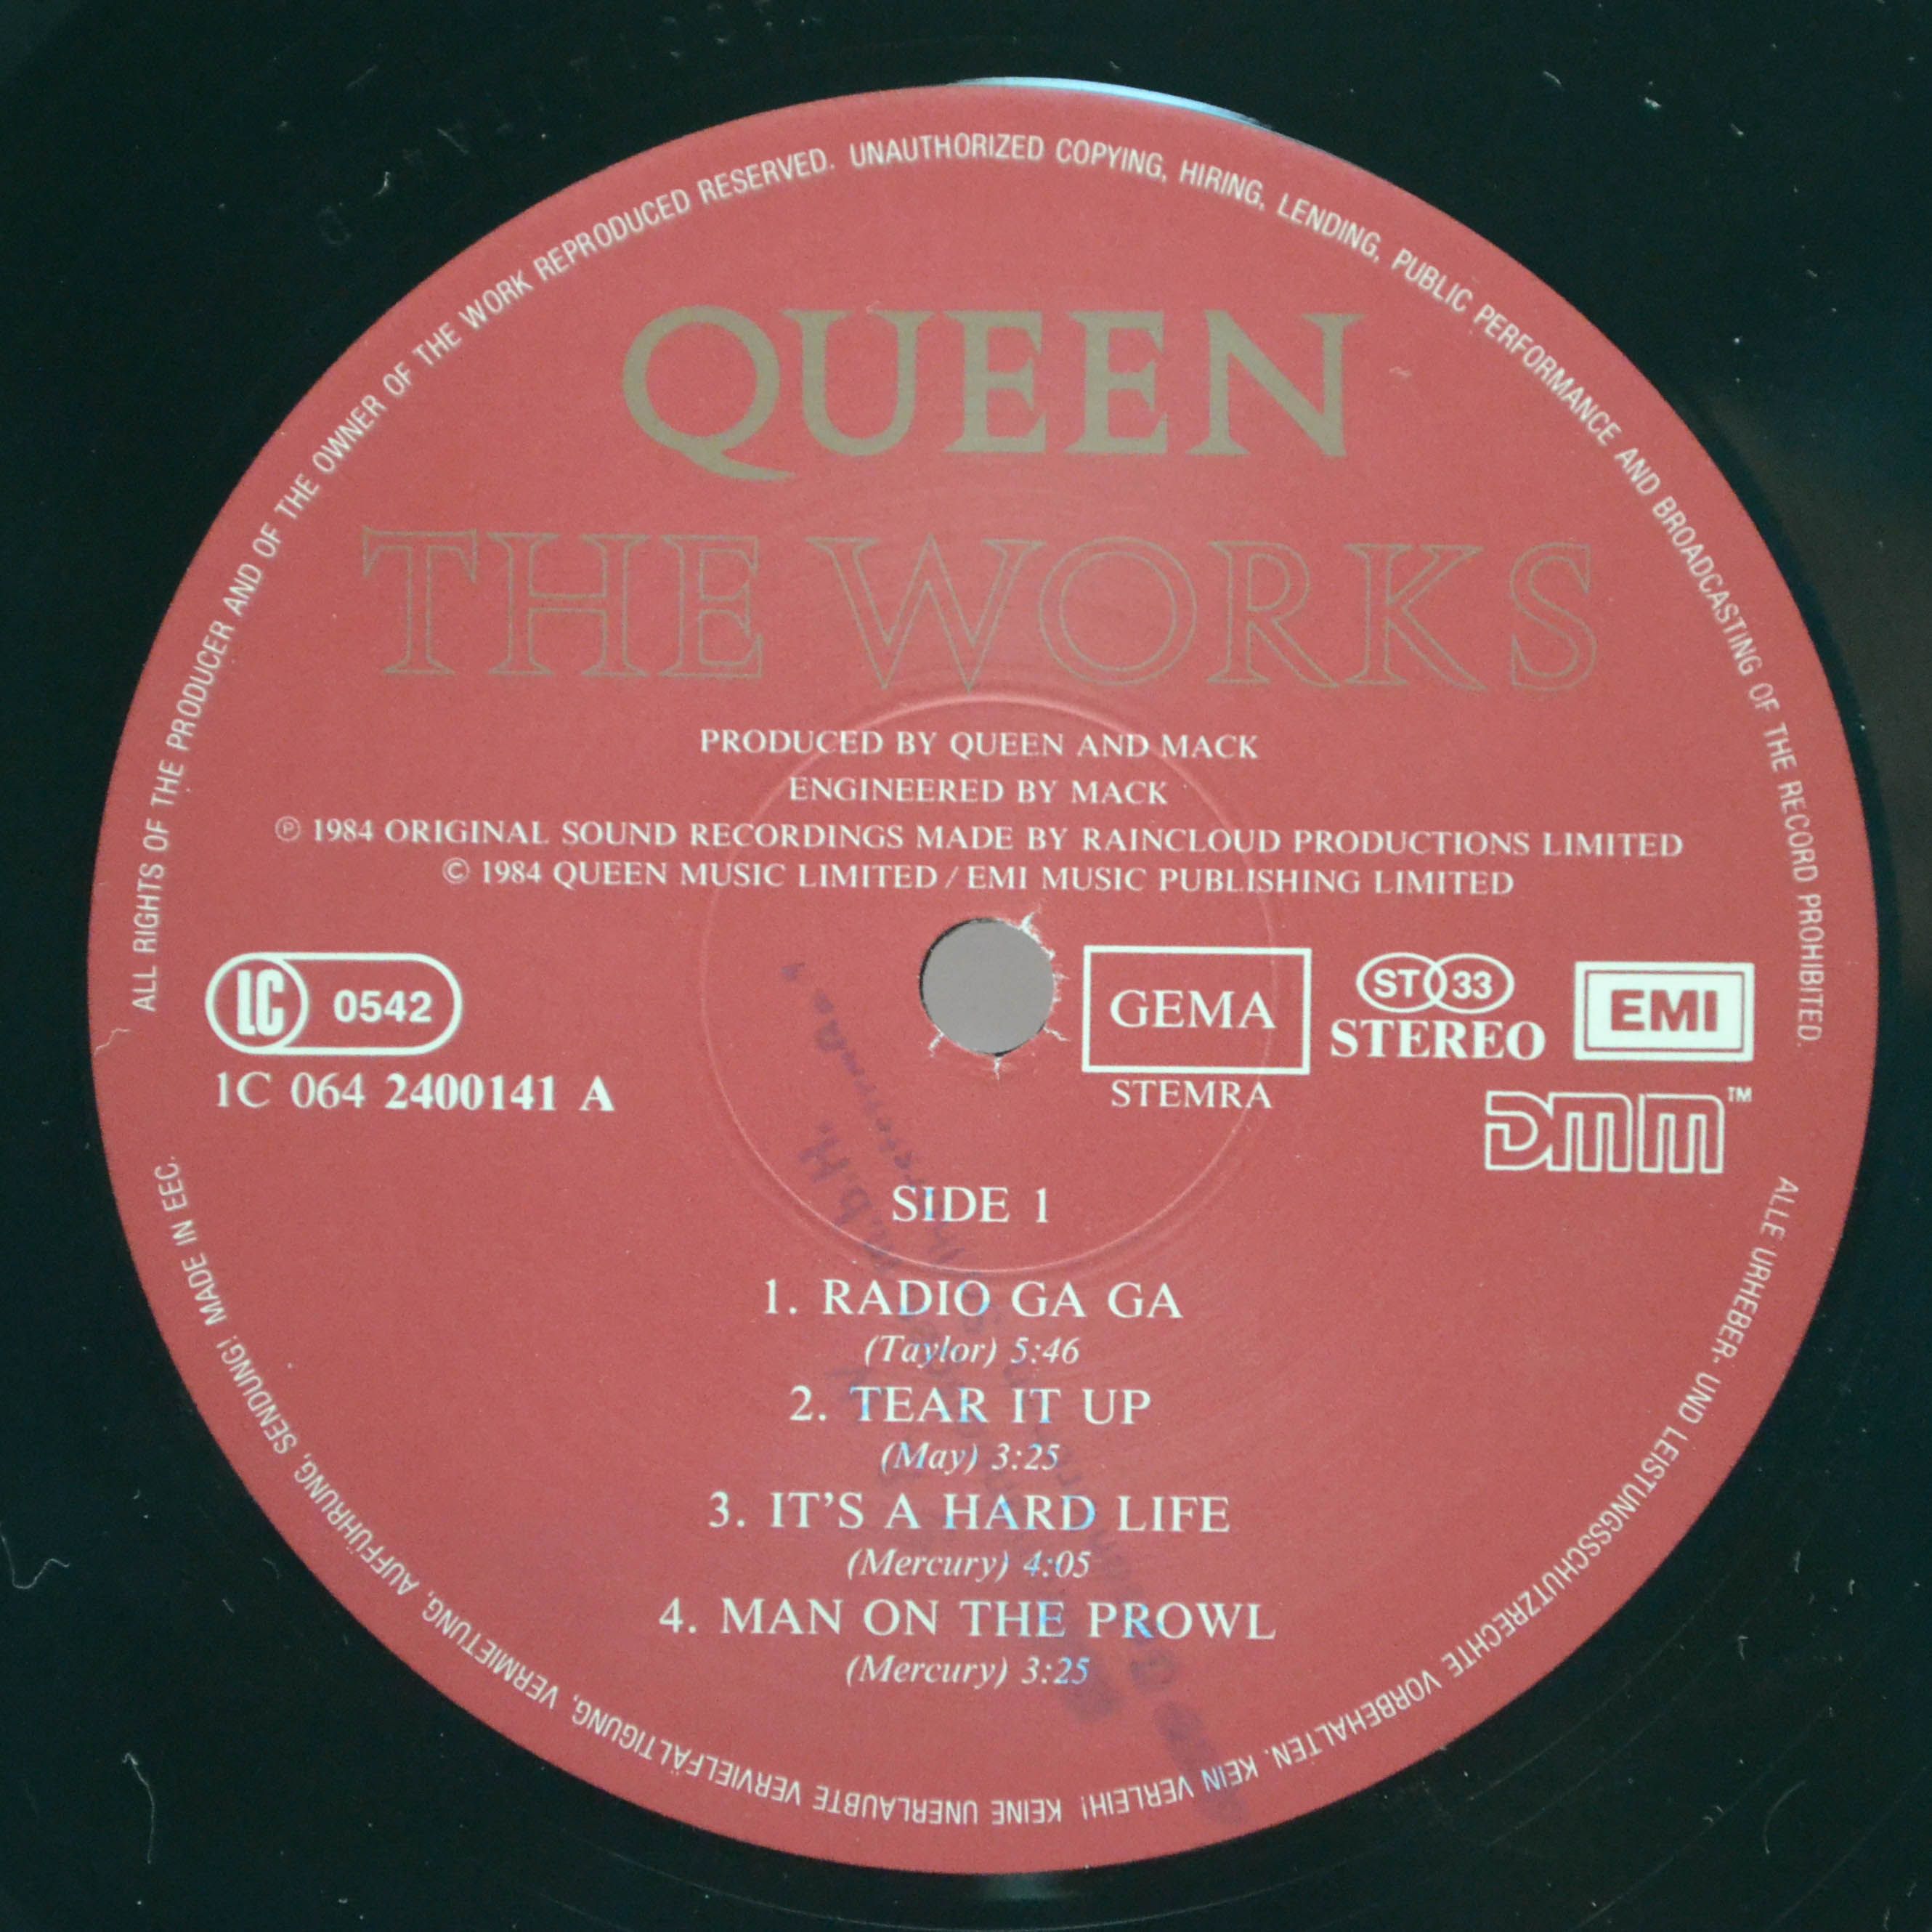 ALL RIGHTS OF THE PRODUCER AND OF THE OWNER OF THE WORK REPRODUCED RESERVED. UNAUTHORIZED COPYING, HIRING, LENDING, PUBLIC PERFORMANCE AND BROADCASTING OF THE RECORD PROHIBITED.
QUEEN
THE WORKS
PRODUCED BY QUEEN AND MACK
ENGINEERED BY MACK
℗ 1984 ORIGINAL SOUND RECORDINGS MADE BY RAINCLOUD PRODUCTIONS LIMITED
© 1984 QUEEN MUSIC LIMITED / EMI MUSIC PUBLISHING LIMITED
LC 0542
1C 064 2400141 A
GEMA
STEMRA
ST 33
STEREO
EMI
DMM™
SIDE 1
1. RADIO GA GA
(Taylor) 5:46
2. TEAR IT UP
(May) 3:25
3. IT'S A HARD LIFE
(Mercury) 4:05
4. MAN ON THE PROWL
(Mercury) 3:25
ALLE URHEBER- UND LEISTUNGSSCHUTZRECHTE VORBEHALTEN. KEIN VERLEIH! KEINE UNERLAUBTE VERVIELFÄLTIGUNG, VERMIETUNG, AUFFÜHRUNG, SENDUNG! MADE IN EEC.